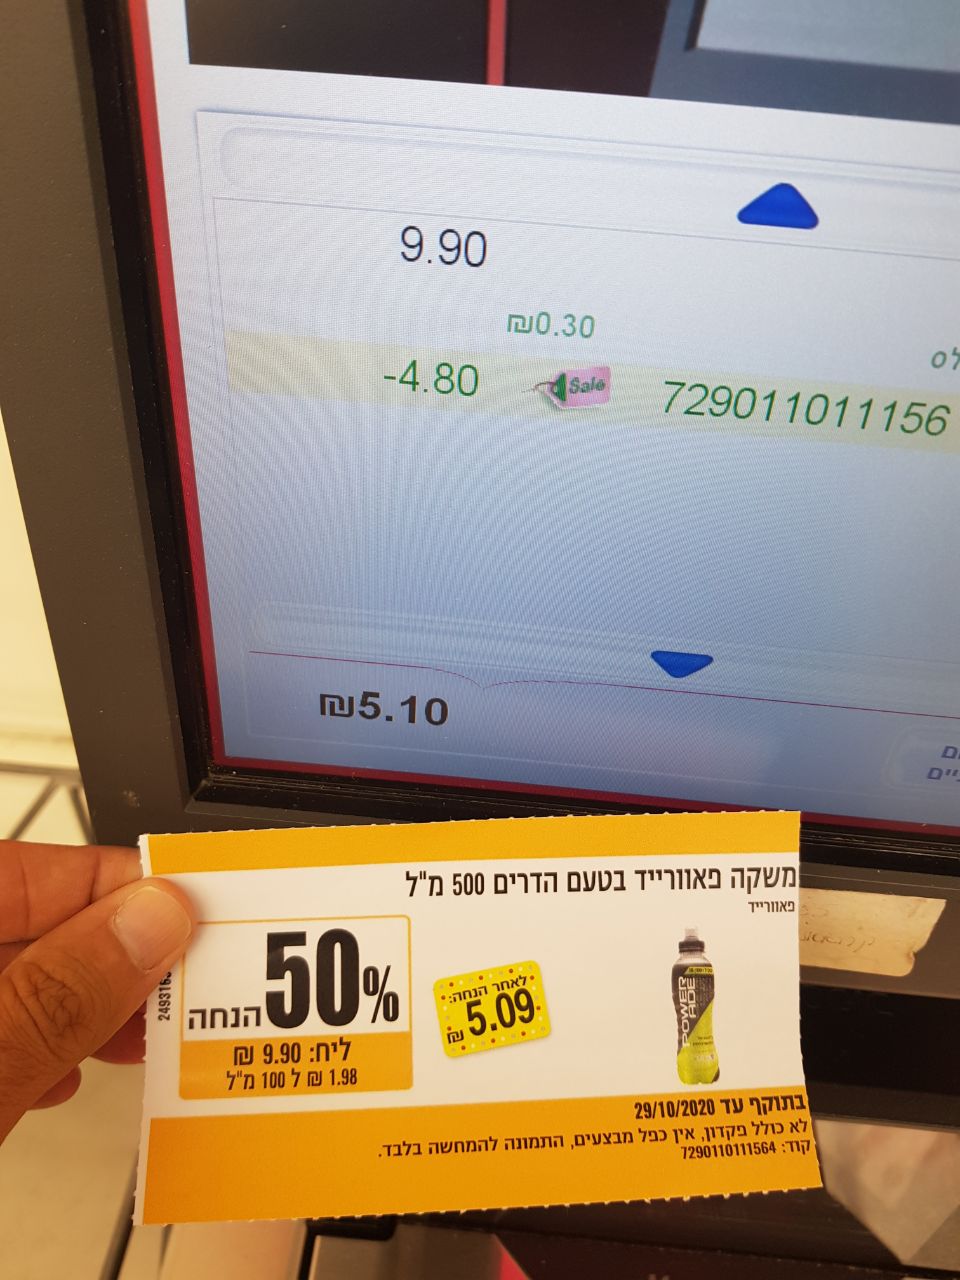 9.90
₪0.30
-4.80 Sale 729011011156
₪5.10
משקה פאוורייד בטעם הדרים 500 מ"ל
פאוורייד
50%
הנחה
ליח: 9.90 ₪
1.98 ₪ ל 100 מ"ל
לאחר הנחה:
5.09 ₪
POWERADE
בתוקף עד 29/10/2020
לא כולל פקדון, אין כפל מבצעים, התמונה להמחשה בלבד.
קוד: 7290110111564